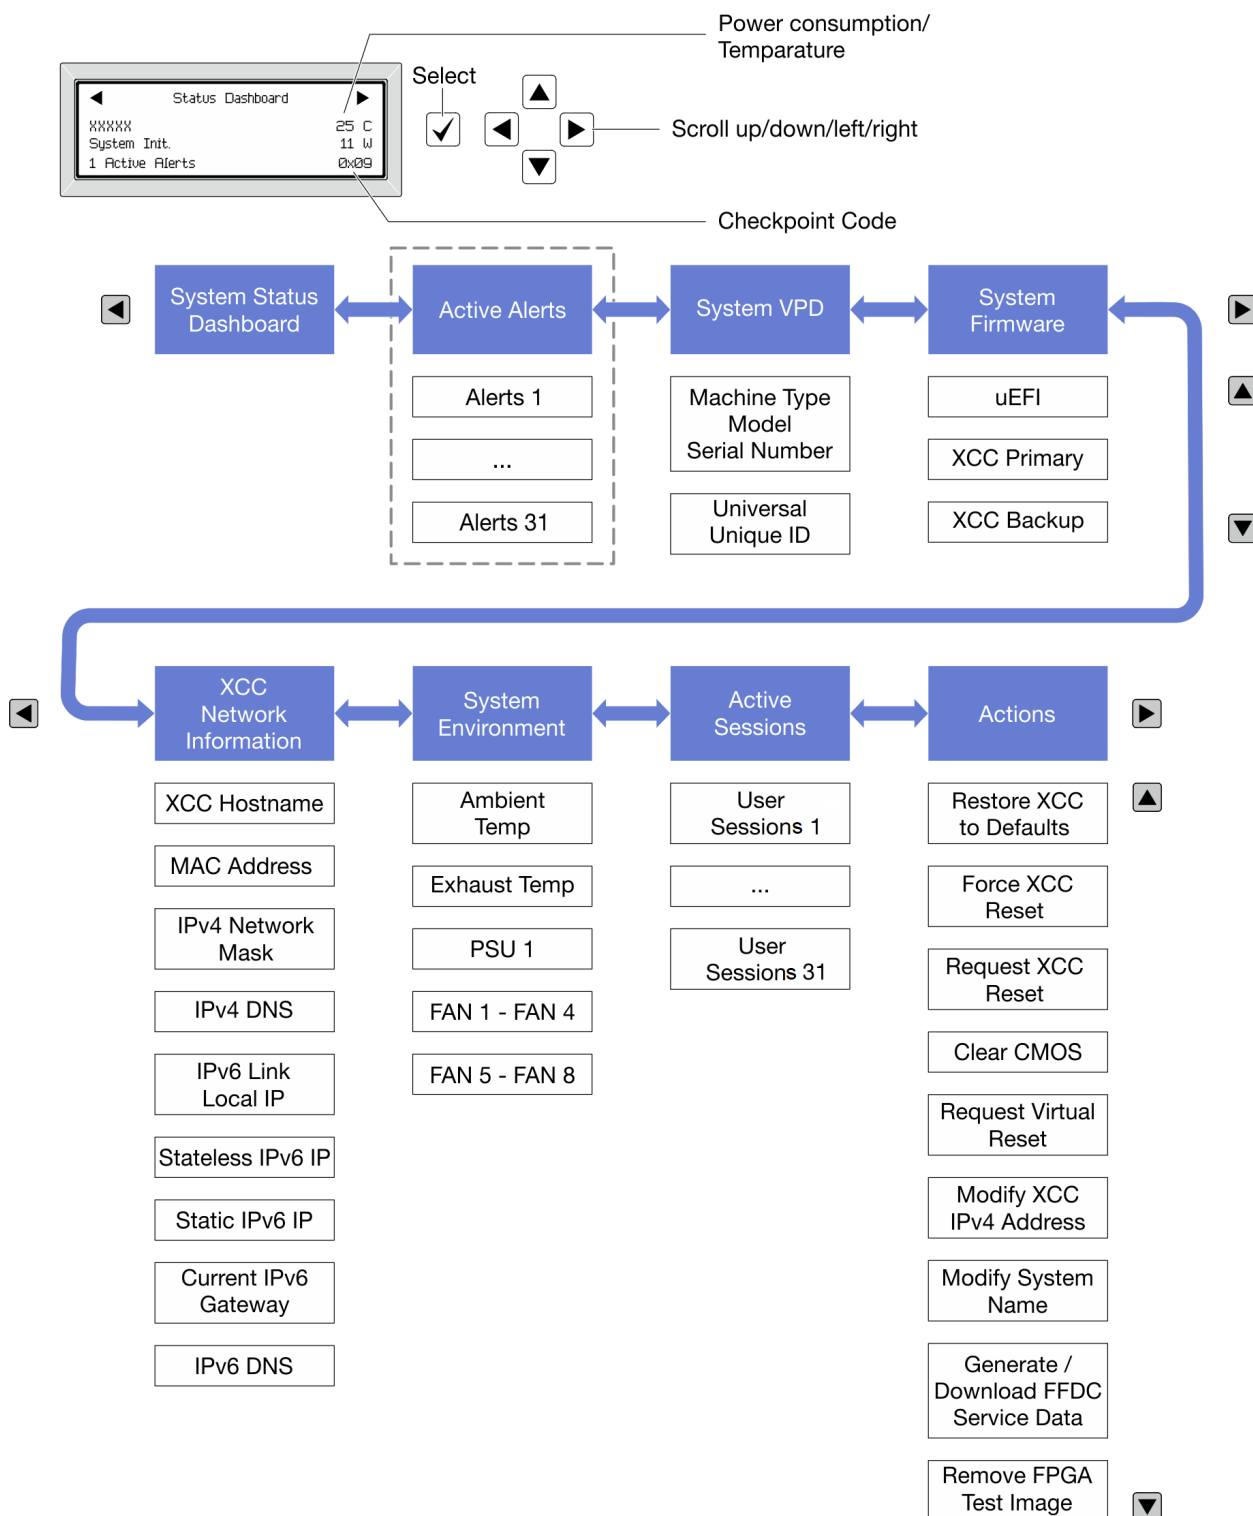 Power consumption/
Temparature
Select
Status Dashboard
XXXXX 25 C
System Init. 11 W
1 Active Alerts 0x09
Scroll up/down/left/right
Checkpoint Code
System Status
Dashboard
Active Alerts
System VPD
System
Firmware
Alerts 1
...
Alerts 31
Machine Type
Model
Serial Number
Universal
Unique ID
uEFI
XCC Primary
XCC Backup
XCC
Network
Information
System
Environment
Active
Sessions
Actions
XCC Hostname
MAC Address
IPv4 Network
Mask
IPv4 DNS
IPv6 Link
Local IP
Stateless IPv6 IP
Static IPv6 IP
Current IPv6
Gateway
IPv6 DNS
Ambient
Temp
Exhaust Temp
PSU 1
FAN 1 - FAN 4
FAN 5 - FAN 8
User
Sessions 1
...
User
Sessions 31
Restore XCC
to Defaults
Force XCC
Reset
Request XCC
Reset
Clear CMOS
Request Virtual
Reset
Modify XCC
IPv4 Address
Modify System
Name
Generate /
Download FFDC
Service Data
Remove FPGA
Test Image